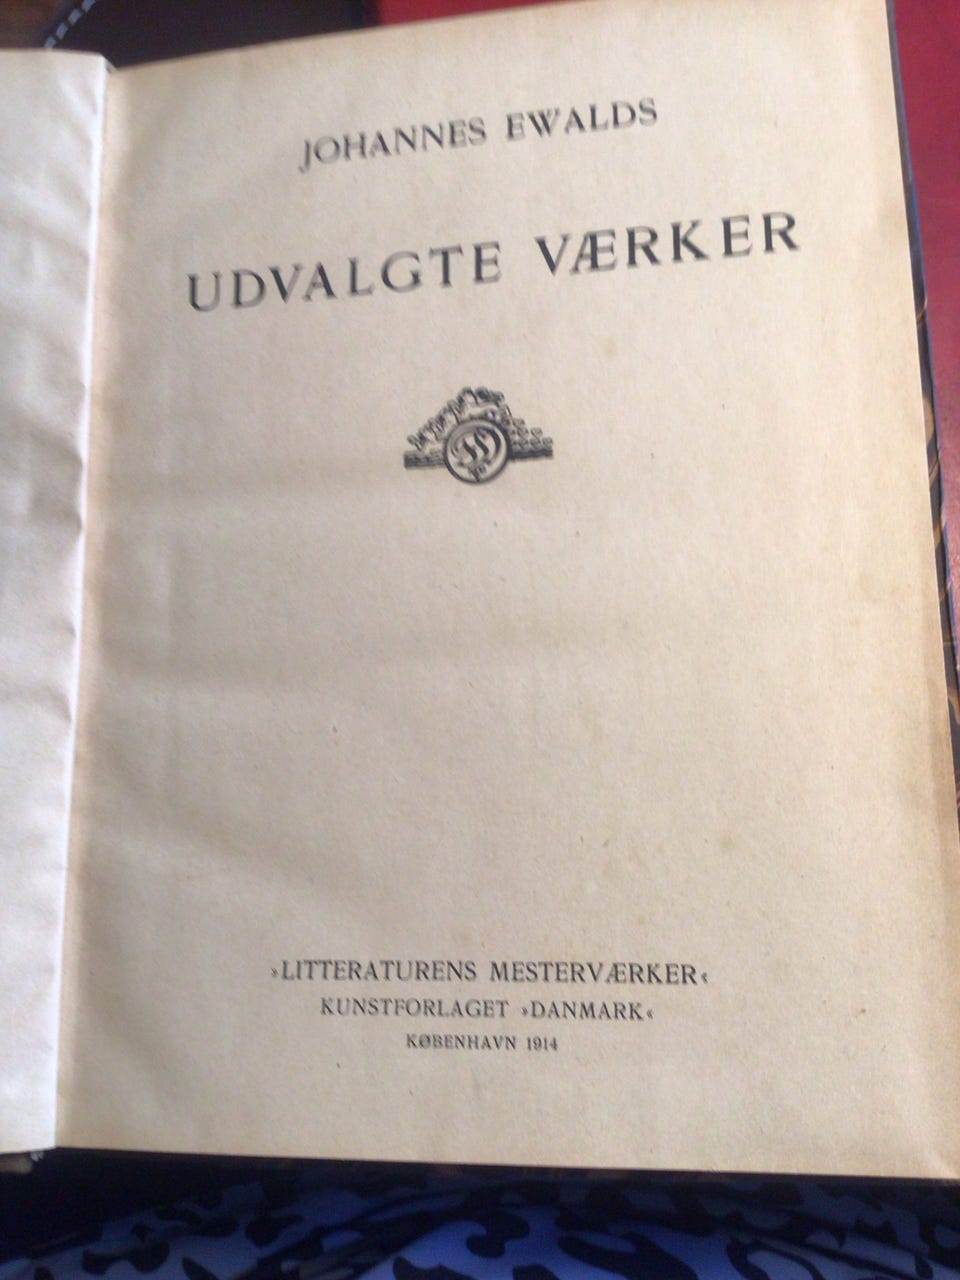 JOHANNES EWALDS
UDVALGTE VÆRKER
»LITTERATURENS MESTERVÆRKER«
KUNSTFORLAGET »DANMARK«
KØBENHAVN 1914